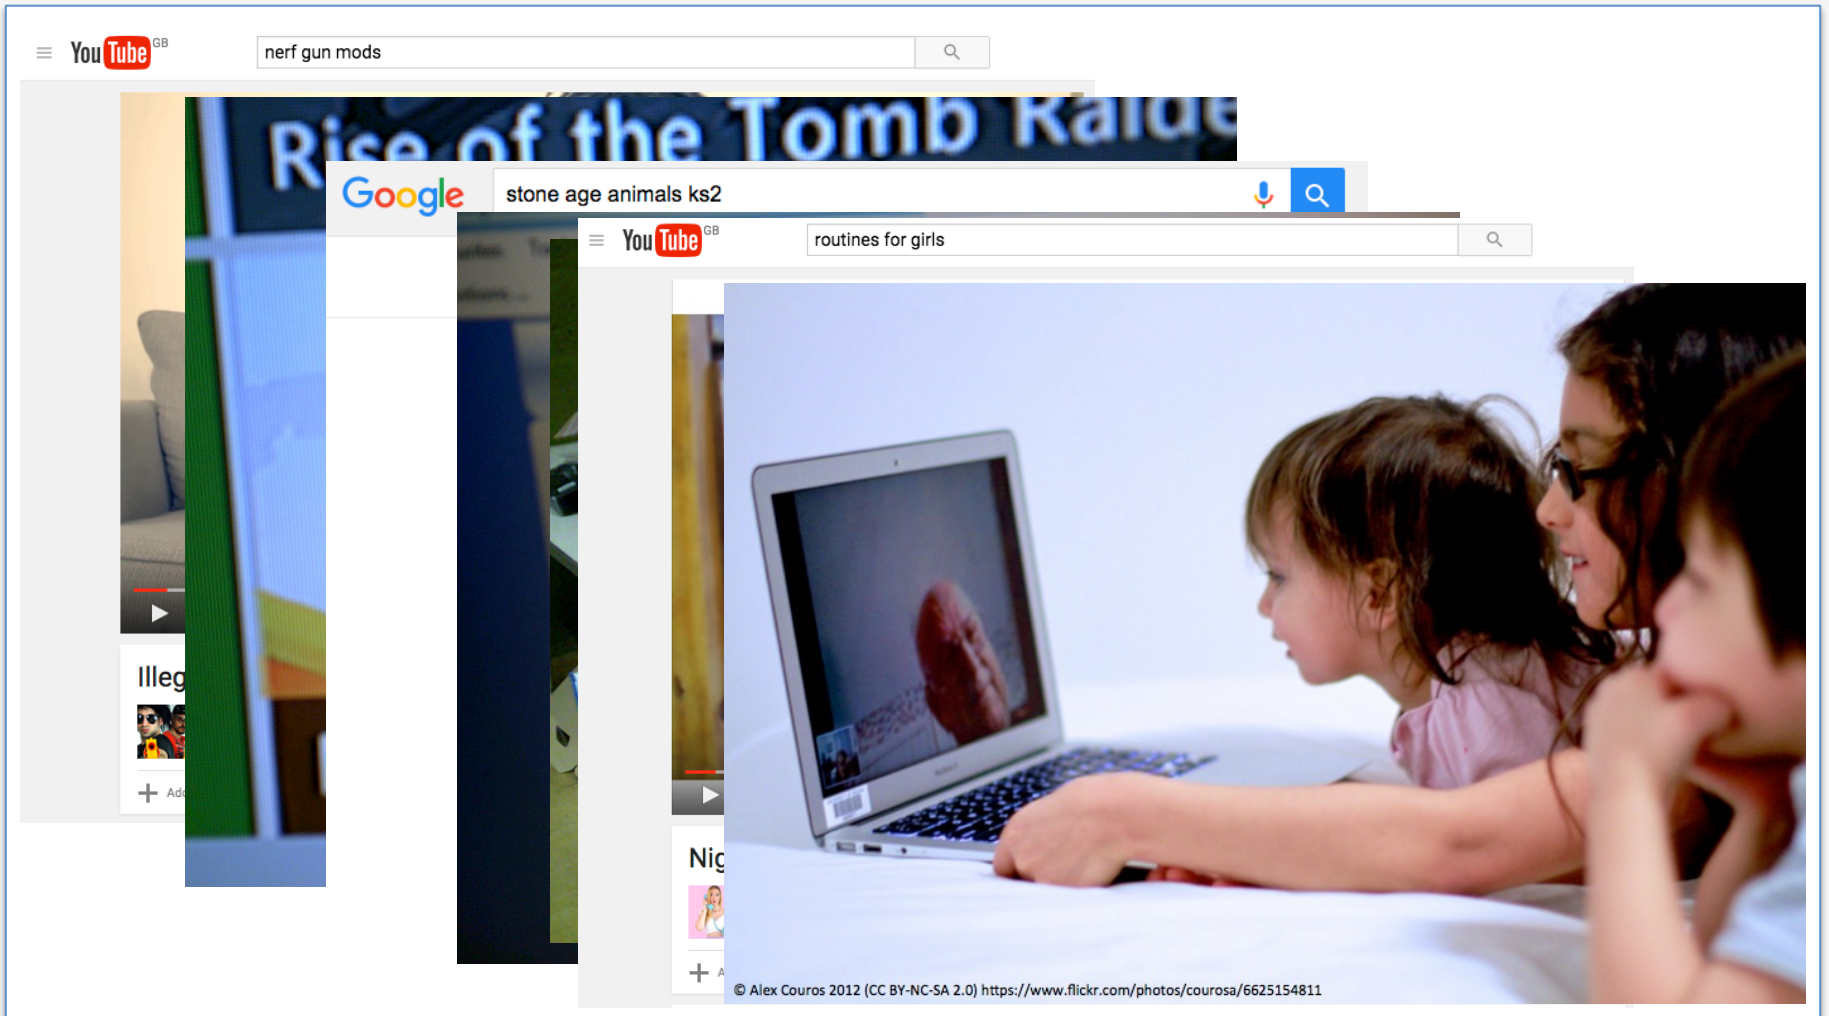 YouTube GB
nerf gun mods
Rise of the Tomb Raide
Google
stone age animals ks2
YouTube GB
routines for girls
Illeg
Ad
Nig
A
© Alex Couros 2012 (CC BY-NC-SA 2.0) https://www.flickr.com/photos/courosa/6625154811